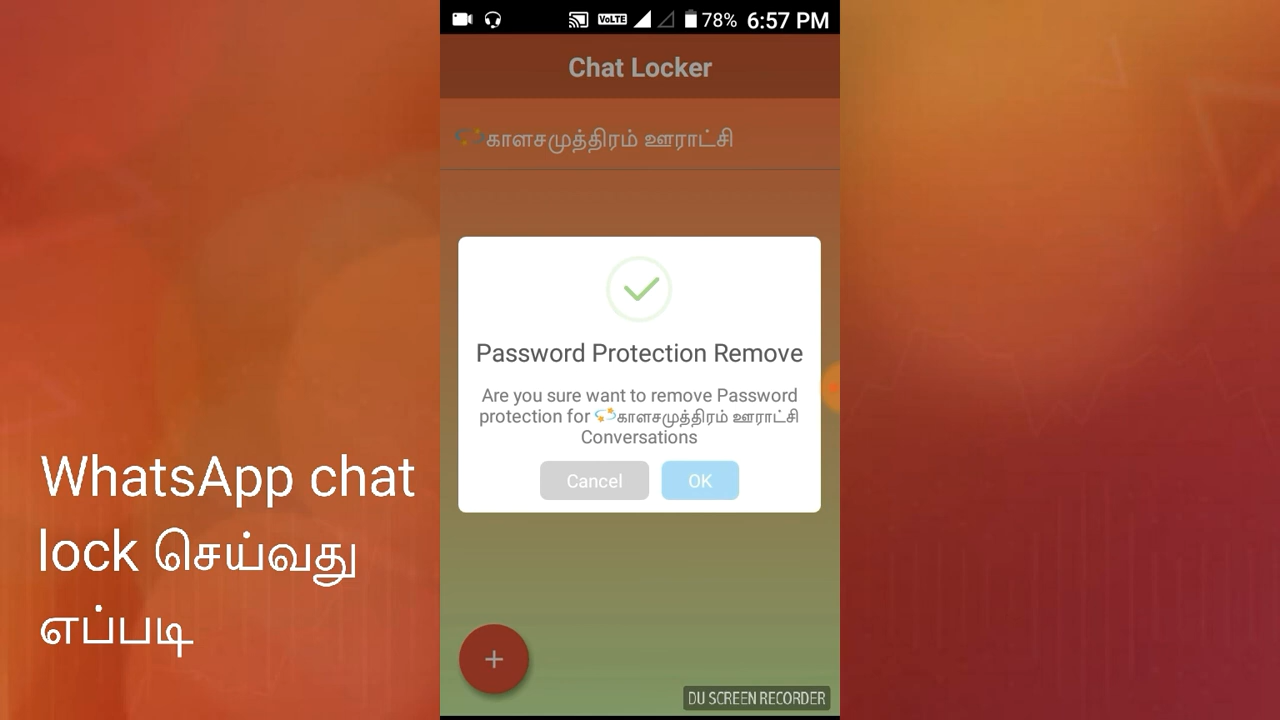 VoLTE 78% 6:57 PM
Chat Locker
காளசமுத்திரம் ஊராட்சி
Password Protection Remove
Are you sure want to remove Password
protection for காளசமுத்திரம் ஊராட்சி
Conversations
Cancel OK
WhatsApp chat
lock செய்வது
எப்படி
+
DU SCREEN RECORDER